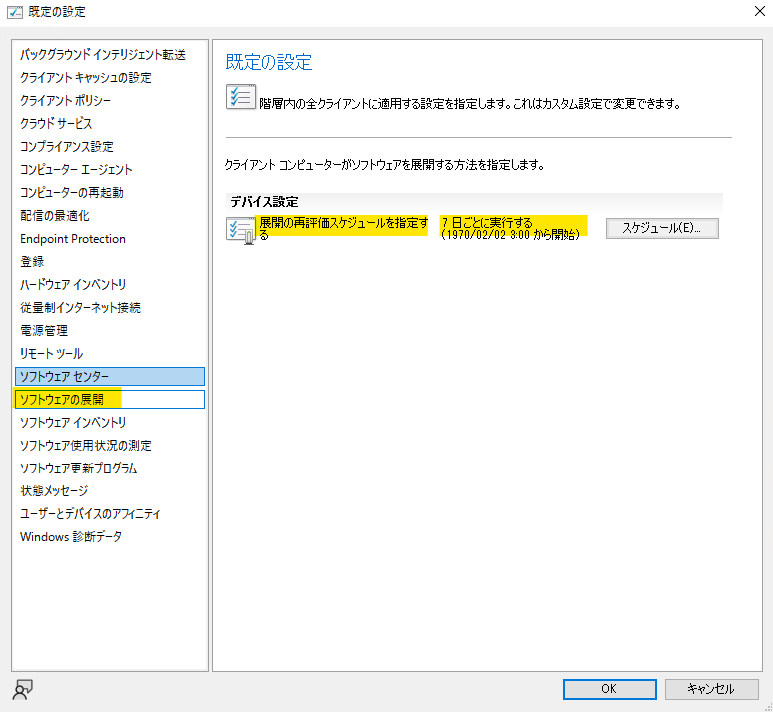 既定の設定
バックグラウンド インテリジェント転送
クライアント キャッシュの設定
クライアント ポリシー
クラウド サービス
コンプライアンス設定
コンピューター エージェント
コンピューターの再起動
配信の最適化
Endpoint Protection
登録
ハードウェア インベントリ
従量制インターネット接続
電源管理
リモート ツール
ソフトウェア センター
ソフトウェアの展開
ソフトウェア インベントリ
ソフトウェア使用状況の測定
ソフトウェア更新プログラム
状態メッセージ
ユーザーとデバイスのアフィニティ
Windows 診断データ
既定の設定
階層内の全クライアントに適用する設定を指定します。これはカスタム設定で変更できます。
クライアント コンピューターがソフトウェアを展開する方法を指定します。
デバイス設定
展開の再評価スケジュールを指定す
る
7 日ごとに実行する
(1970/02/02 3:00 から開始)
スケジュール(E)...
OK
キャンセル